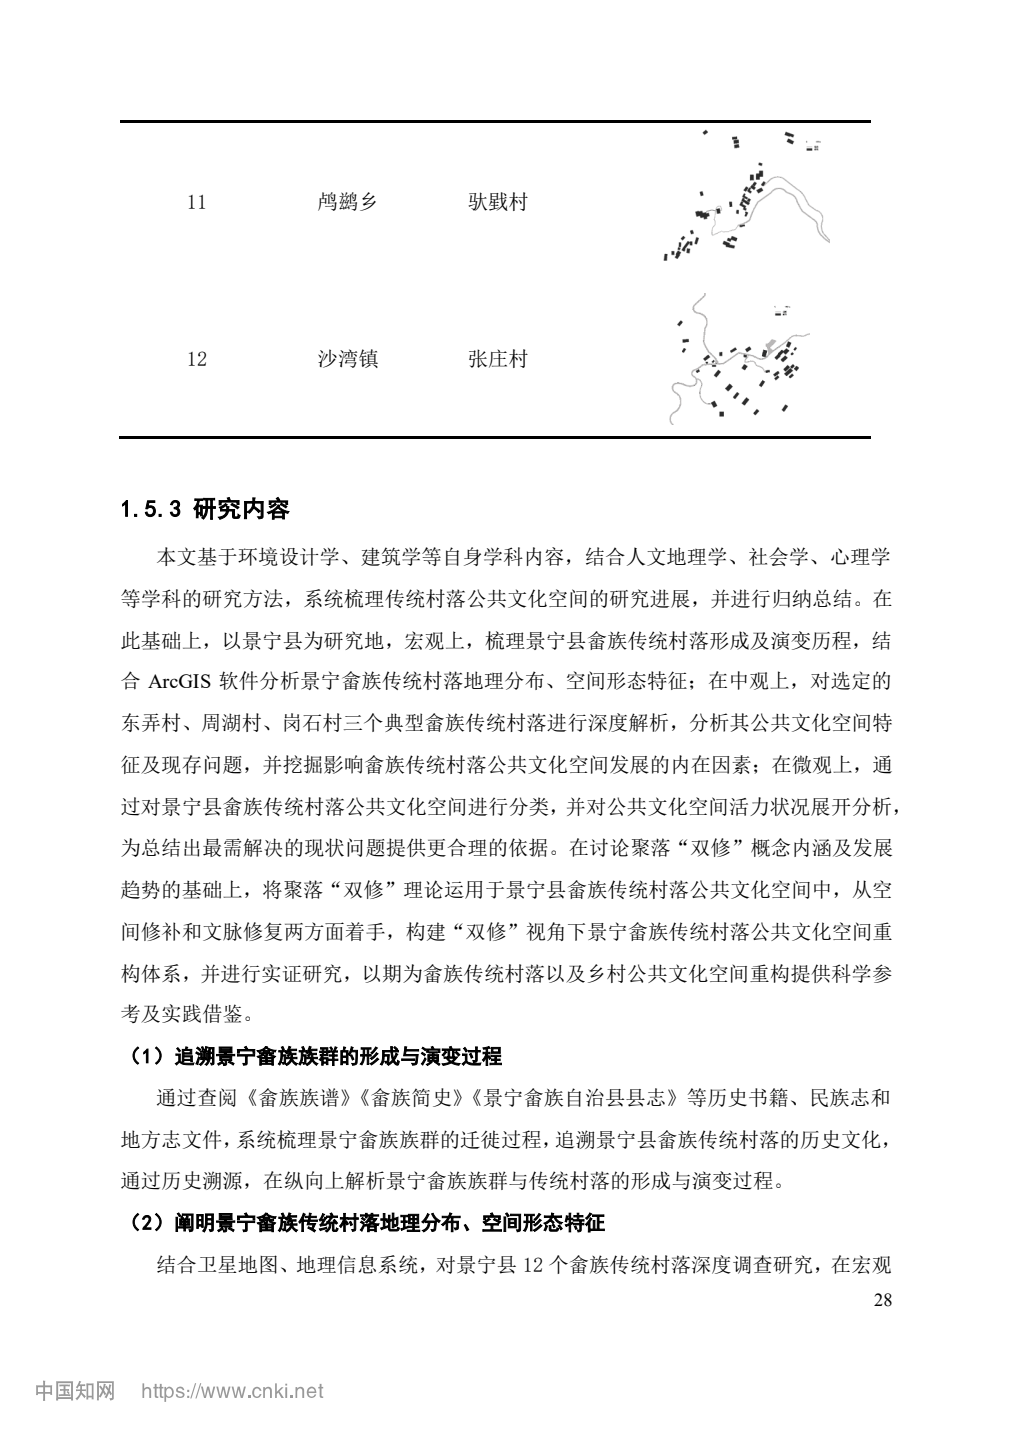 11 鸬鹚乡 驮戥村
12 沙湾镇 张庄村
1.5.3 研究内容
本文基于环境设计学、建筑学等自身学科内容，结合人文地理学、社会学、心理学
等学科的研究方法，系统梳理传统村落公共文化空间的研究进展，并进行归纳总结。在
此基础上，以景宁县为研究地，宏观上，梳理景宁县畲族传统村落形成及演变历程，结
合 ArcGIS 软件分析景宁畲族传统村落地理分布、空间形态特征；在中观上，对选定的
东弄村、周湖村、岗石村三个典型畲族传统村落进行深度解析，分析其公共文化空间特
征及现存问题，并挖掘影响畲族传统村落公共文化空间发展的内在因素；在微观上，通
过对景宁县畲族传统村落公共文化空间进行分类，并对公共文化空间活力状况展开分析，
为总结出最需解决的现状问题提供更合理的依据。在讨论聚落“双修”概念内涵及发展
趋势的基础上，将聚落“双修”理论运用于景宁县畲族传统村落公共文化空间中，从空
间修补和文脉修复两方面着手，构建“双修”视角下景宁畲族传统村落公共文化空间重
构体系，并进行实证研究，以期为畲族传统村落以及乡村公共文化空间重构提供科学参
考及实践借鉴。
（1）追溯景宁畲族族群的形成与演变过程
通过查阅《畲族族谱》《畲族简史》《景宁畲族自治县县志》等历史书籍、民族志和
地方志文件，系统梳理景宁畲族族群的迁徙过程，追溯景宁县畲族传统村落的历史文化，
通过历史溯源，在纵向上解析景宁畲族族群与传统村落的形成与演变过程。
（2）阐明景宁畲族传统村落地理分布、空间形态特征
结合卫星地图、地理信息系统，对景宁县 12 个畲族传统村落深度调查研究，在宏观
28
中国知网 https://www.cnki.net